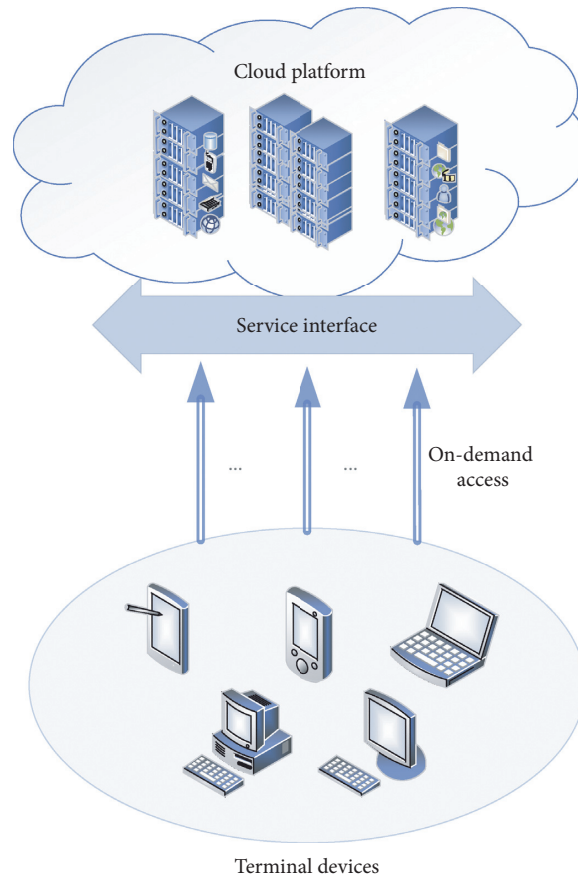 Cloud platform
Service interface
...
...
On-demand
access
Terminal devices